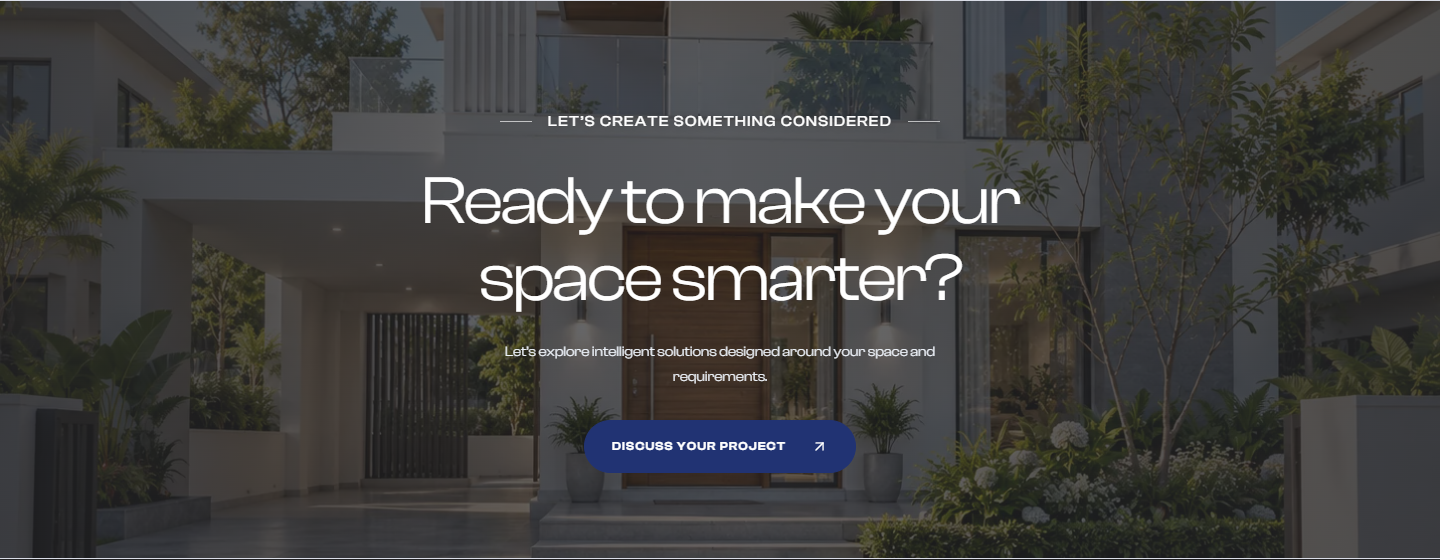 LET'S CREATE SOMETHING CONSIDERED
Ready to make your
space smarter?
Let's explore intelligent solutions designed around your space and
requirements.
DISCUSS YOUR PROJECT